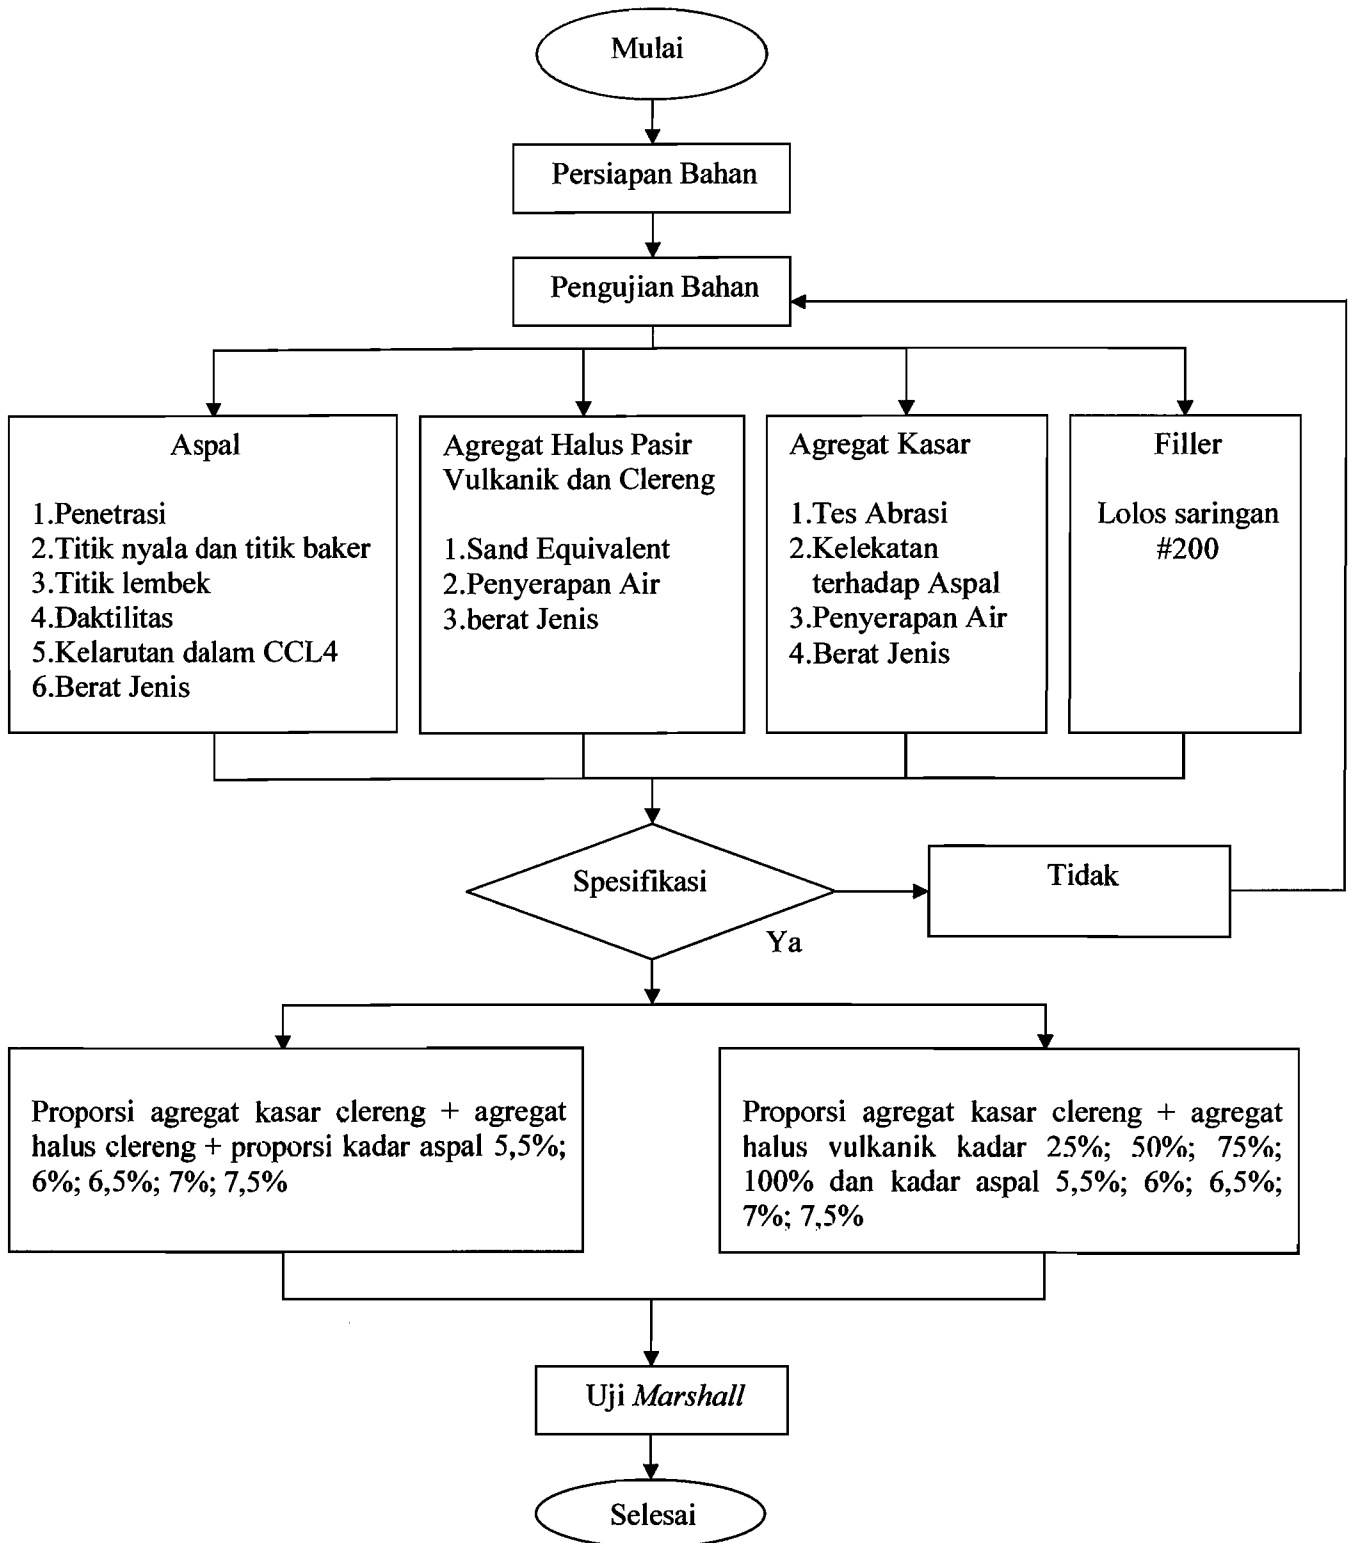 Mulai
Persiapan Bahan
Pengujian Bahan
Aspal
1.Penetrasi
2.Titik nyala dan titik baker
3.Titik lembek
4.Daktilitas
5.Kelarutan dalam CCL4
6.Berat Jenis
Agregat Halus Pasir
Vulkanik dan Clereng
1.Sand Equivalent
2.Penyerapan Air
3.berat Jenis
Agregat Kasar
1.Tes Abrasi
2.Kelekatan
terhadap Aspal
3.Penyerapan Air
4.Berat Jenis
Filler
Lolos saringan
#200
Spesifikasi
Tidak
Ya
Proporsi agregat kasar clereng + agregat
halus clereng + proporsi kadar aspal 5,5%;
6%; 6,5%; 7%; 7,5%
Proporsi agregat kasar clereng + agregat
halus vulkanik kadar 25%; 50%; 75%;
100% dan kadar aspal 5,5%; 6%; 6,5%;
7%; 7,5%
Uji Marshall
Selesai